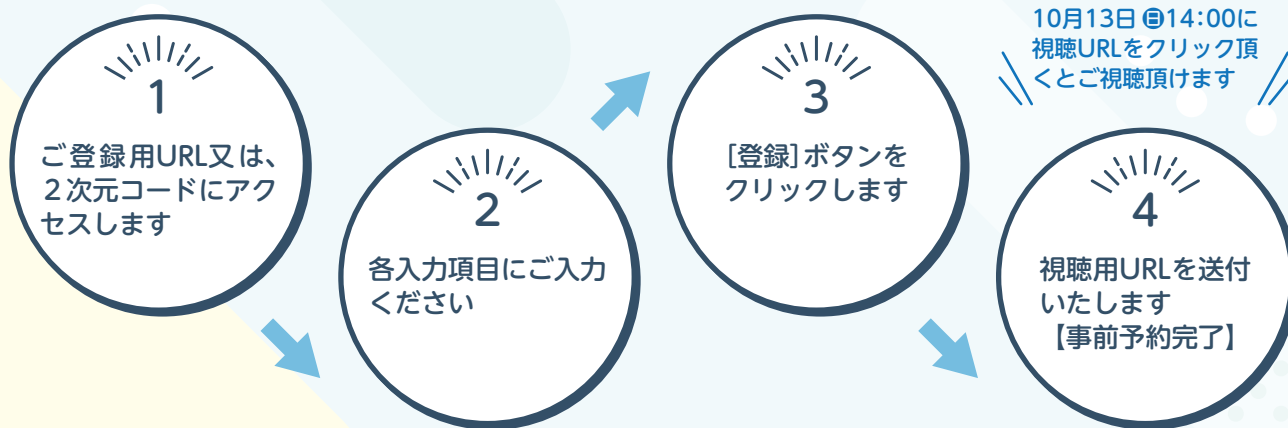 1
ご登録用URL又は、
２次元コードにアク
セスします
2
各入力項目にご入力
ください
3
［登録］ボタンを
クリックします
10月13日㊐14：00に
視聴URLをクリック頂
くとご視聴頂けます
4
視聴用URLを送付
いたします
【事前予約完了】